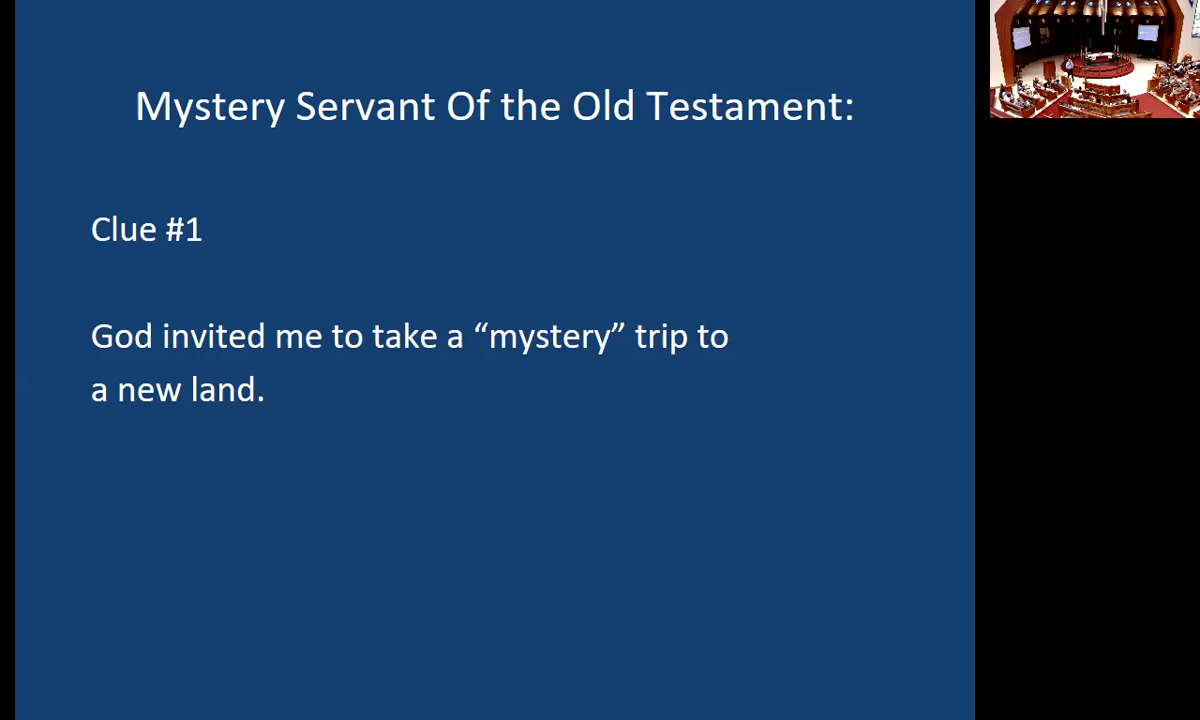 Mystery Servant Of the Old Testament:
Clue #1
God invited me to take a “mystery” trip to
a new land.